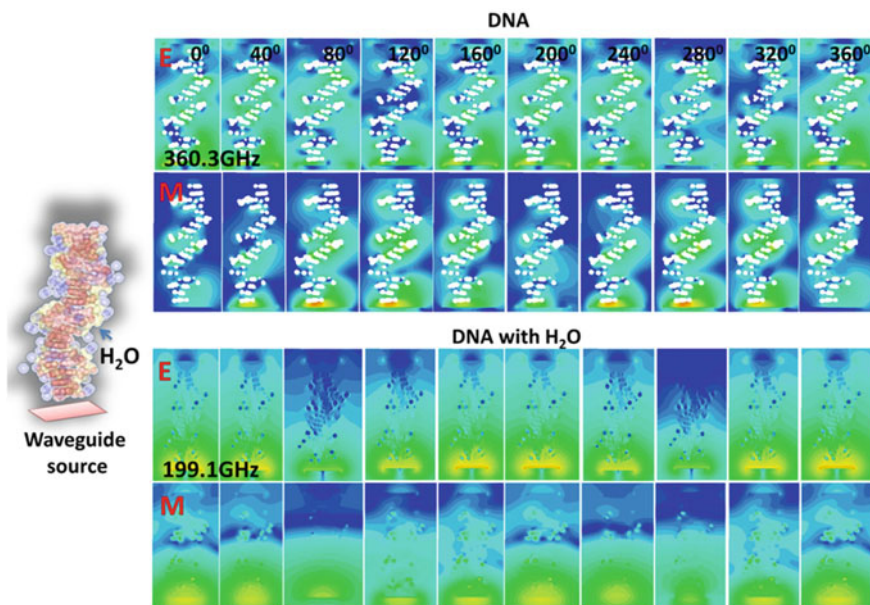 DNA
E
0⁰ 40⁰ 80⁰ 120⁰ 160⁰ 200⁰ 240⁰ 280⁰ 320⁰ 360⁰
360.3GHz
M
H₂O
Waveguide
source
DNA with H₂O
E
199.1GHz
M